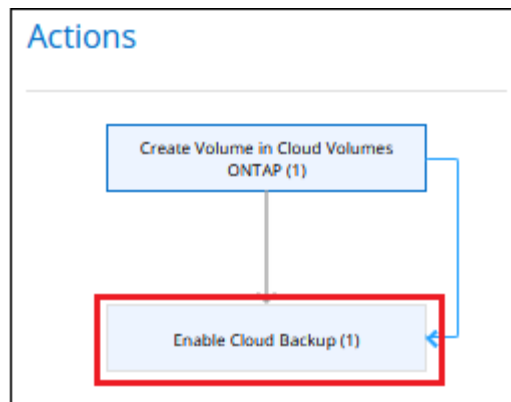 Actions
Create Volume in Cloud Volumes
ONTAP (1)
Enable Cloud Backup (1)